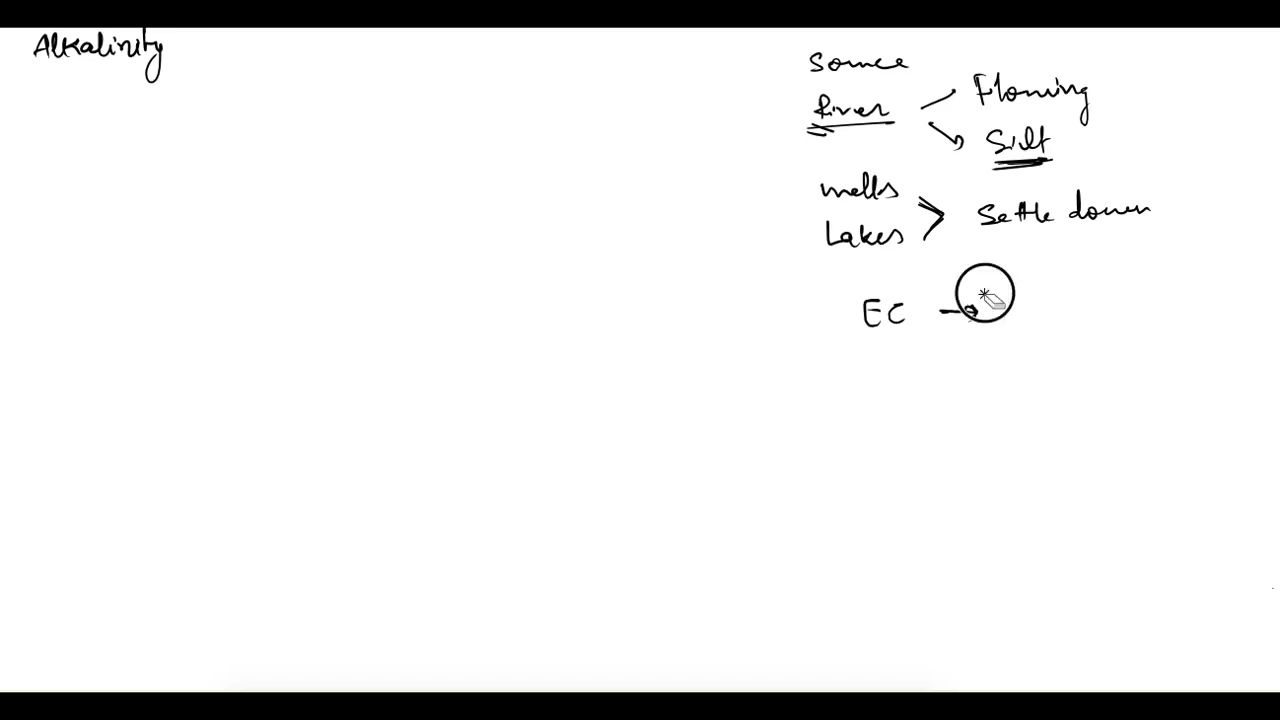 Alkalinity
Source
River
Flowing
Silt
Wells
Lakes
Settle down
EC